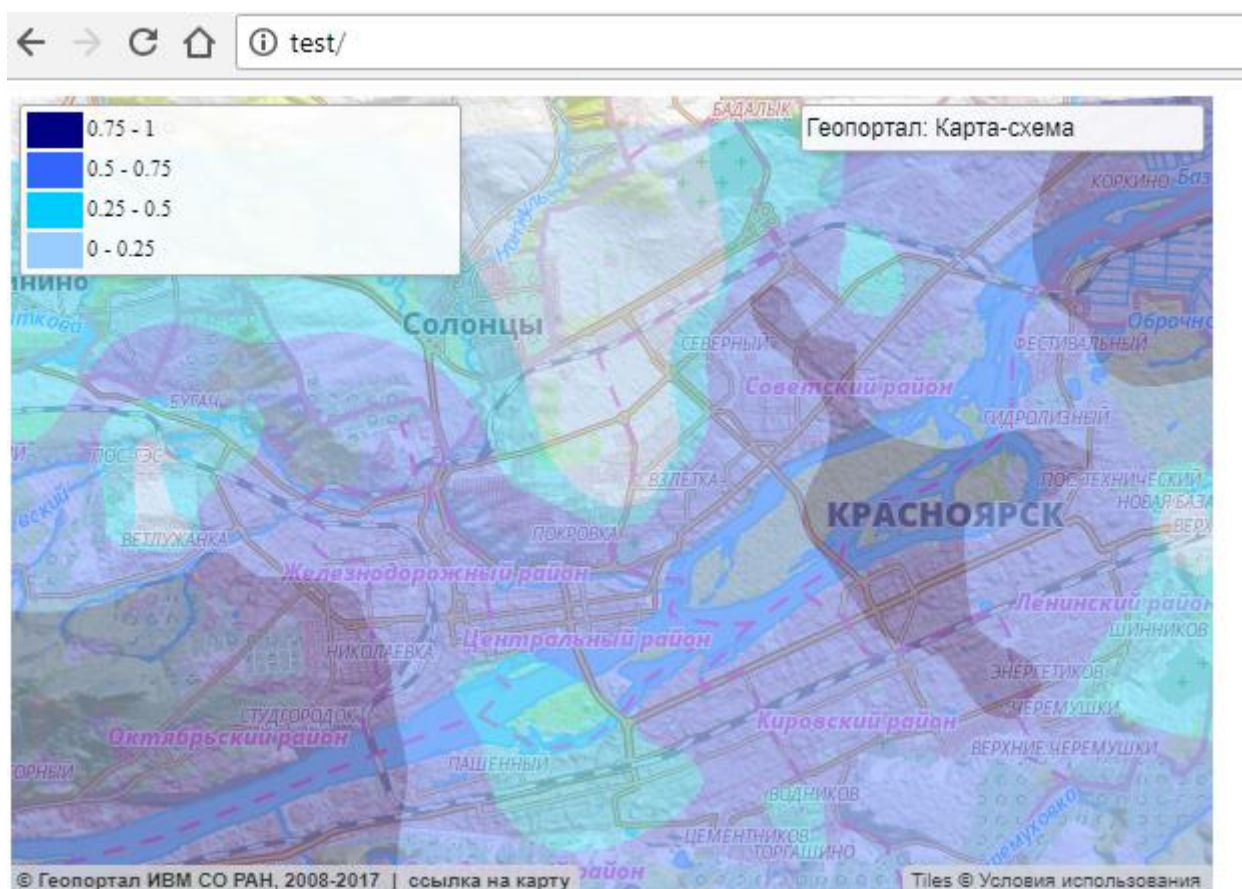 test/
0.75 - 1
0.5 - 0.75
0.25 - 0.5
0 - 0.25
Геопортал: Карта-схема
БАДАЛЫК
КОРКИНО
Солонцы
СЕВЕРНЫЙ
ФЕСТИВАЛЬНЫЙ
Советский район
БУГАЧ
ГИДРОЛИЗНЫЙ
ПОС. ГЭС
ВЗЛЕТКА
ПОС. ТЕХНИЧЕСКИЙ
НОВАЯ БАЗА
КРАСНОЯРСК
ВЕТЛУЖАНКА
ПОКРОВКА
Железнодорожный район
Ленинский район
ШИННИКОВ
Центральный район
НИКОЛАЕВКА
ЭНЕРГЕТИКОВ
ЧЕРЕМУШКИ
СТУДГОРОДОК
Октябрьский район
Кировский район
ВЕРХНИЕ ЧЕРЕМУШКИ
ПАШЕННЫЙ
ВОДНИКОВ
ЦЕМЕНТНИКОВ
ТОРГАШИНО
район
© Геопортал ИВМ СО РАН, 2008-2017 | ссылка на карту
Tiles © Условия использования